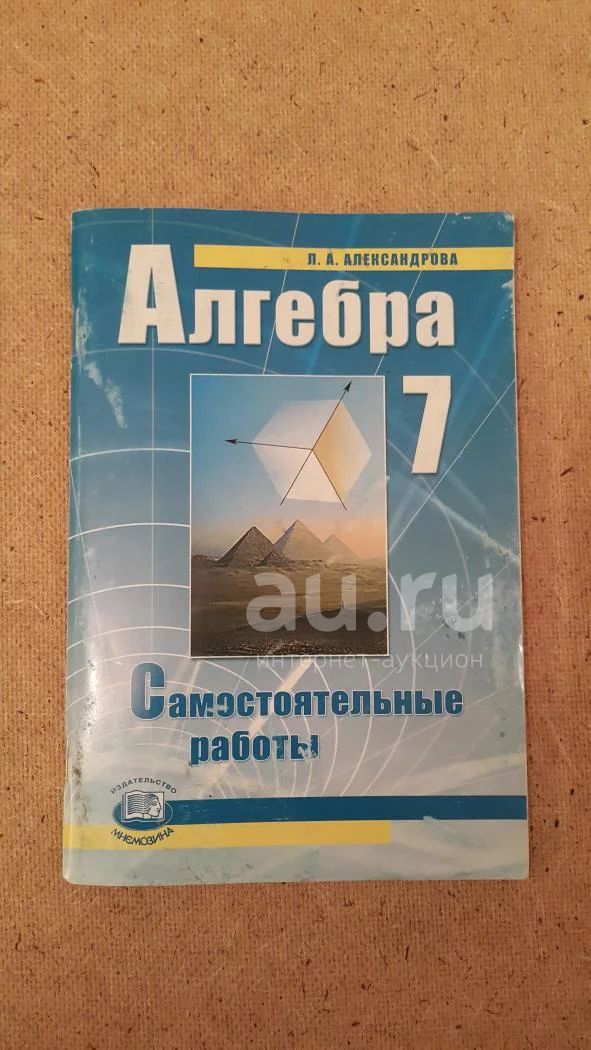 Л. А. АЛЕКСАНДРОВА
Алгебра
7
au.ru
интернет-аукцион
Самостоятельные
работы
ИЗДАТЕЛЬСТВО
МНЕМОЗИНА